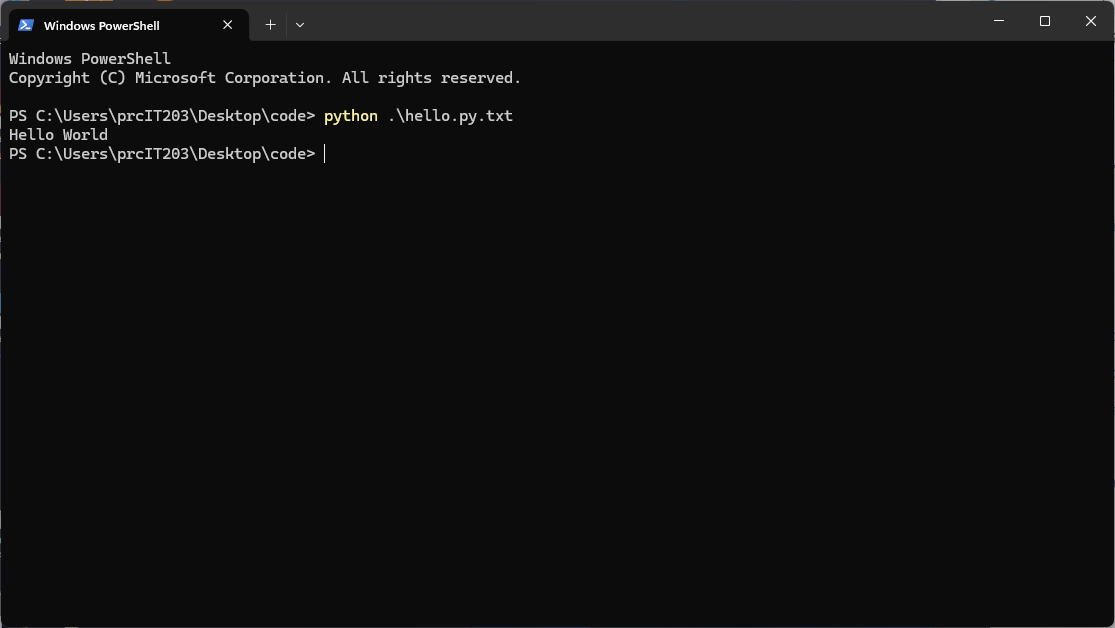 Windows PowerShell
Windows PowerShell
Copyright (C) Microsoft Corporation. All rights reserved.
PS C:\Users\prcIT203\Desktop\code> python .\hello.py.txt
Hello World
PS C:\Users\prcIT203\Desktop\code>